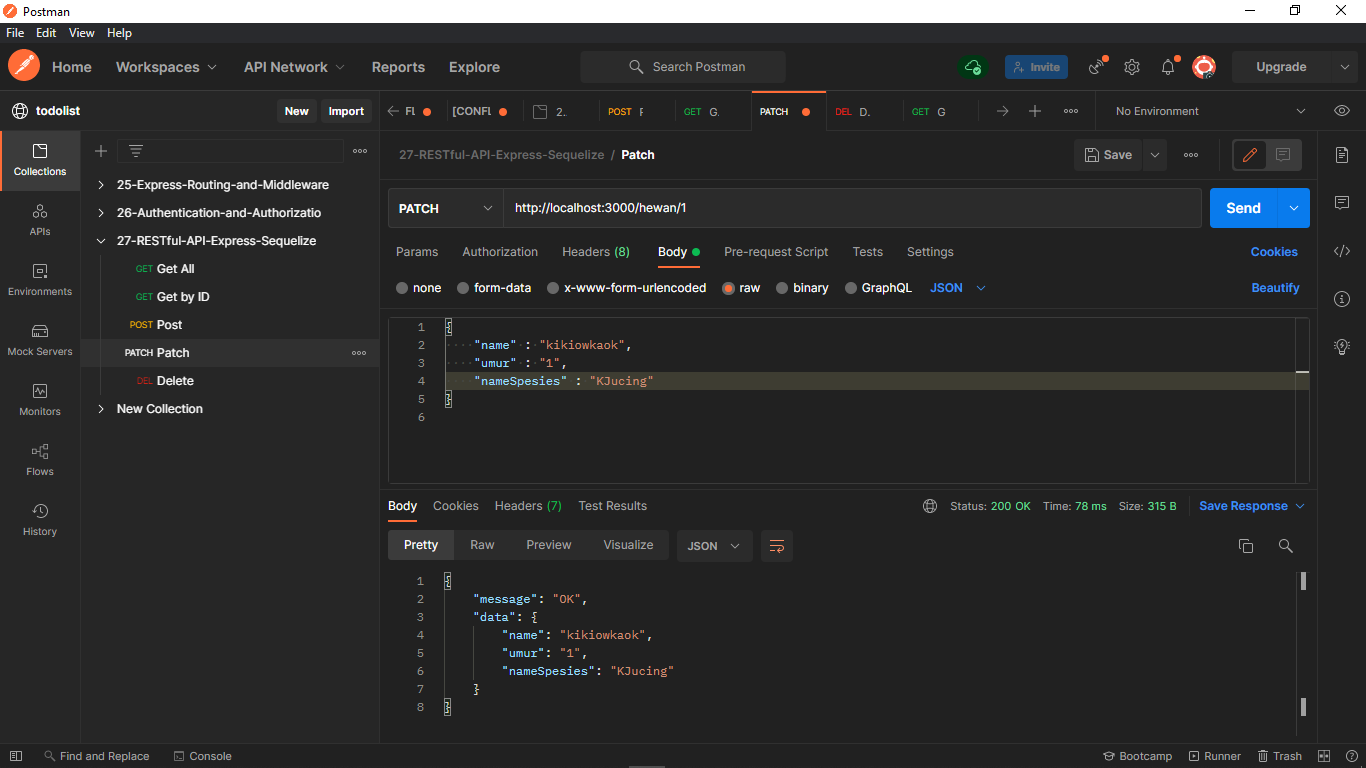 Postman
File Edit View Help
Home Workspaces API Network Reports Explore Search Postman Invite Upgrade
todolist New Import
FI [CONFI 2.. POST F GET G. PATCH DEL D. GET G No Environment
Collections
APIs
Environments
Mock Servers
Monitors
Flows
History
25-Express-Routing-and-Middleware
26-Authentication-and-Authorizatio
27-RESTful-API-Express-Sequelize
GET Get All
GET Get by ID
POST Post
PATCH Patch
DEL Delete
New Collection
27-RESTful-API-Express-Sequelize / Patch Save
PATCH http://localhost:3000/hewan/1 Send
Params Authorization Headers (8) Body Pre-request Script Tests Settings Cookies
none form-data x-www-form-urlencoded raw binary GraphQL JSON Beautify
1 {
2 "name" : "kikiowkaok",
3 "umur" : "1",
4 "nameSpesies" : "KJucing"
5 }
6
Body Cookies Headers (7) Test Results Status: 200 OK Time: 78 ms Size: 315 B Save Response
Pretty Raw Preview Visualize JSON
1 {
2 "message": "OK",
3 "data": {
4 "name": "kikiowkaok",
5 "umur": "1",
6 "nameSpesies": "KJucing"
7 }
8 }
Find and Replace Console Bootcamp Runner Trash